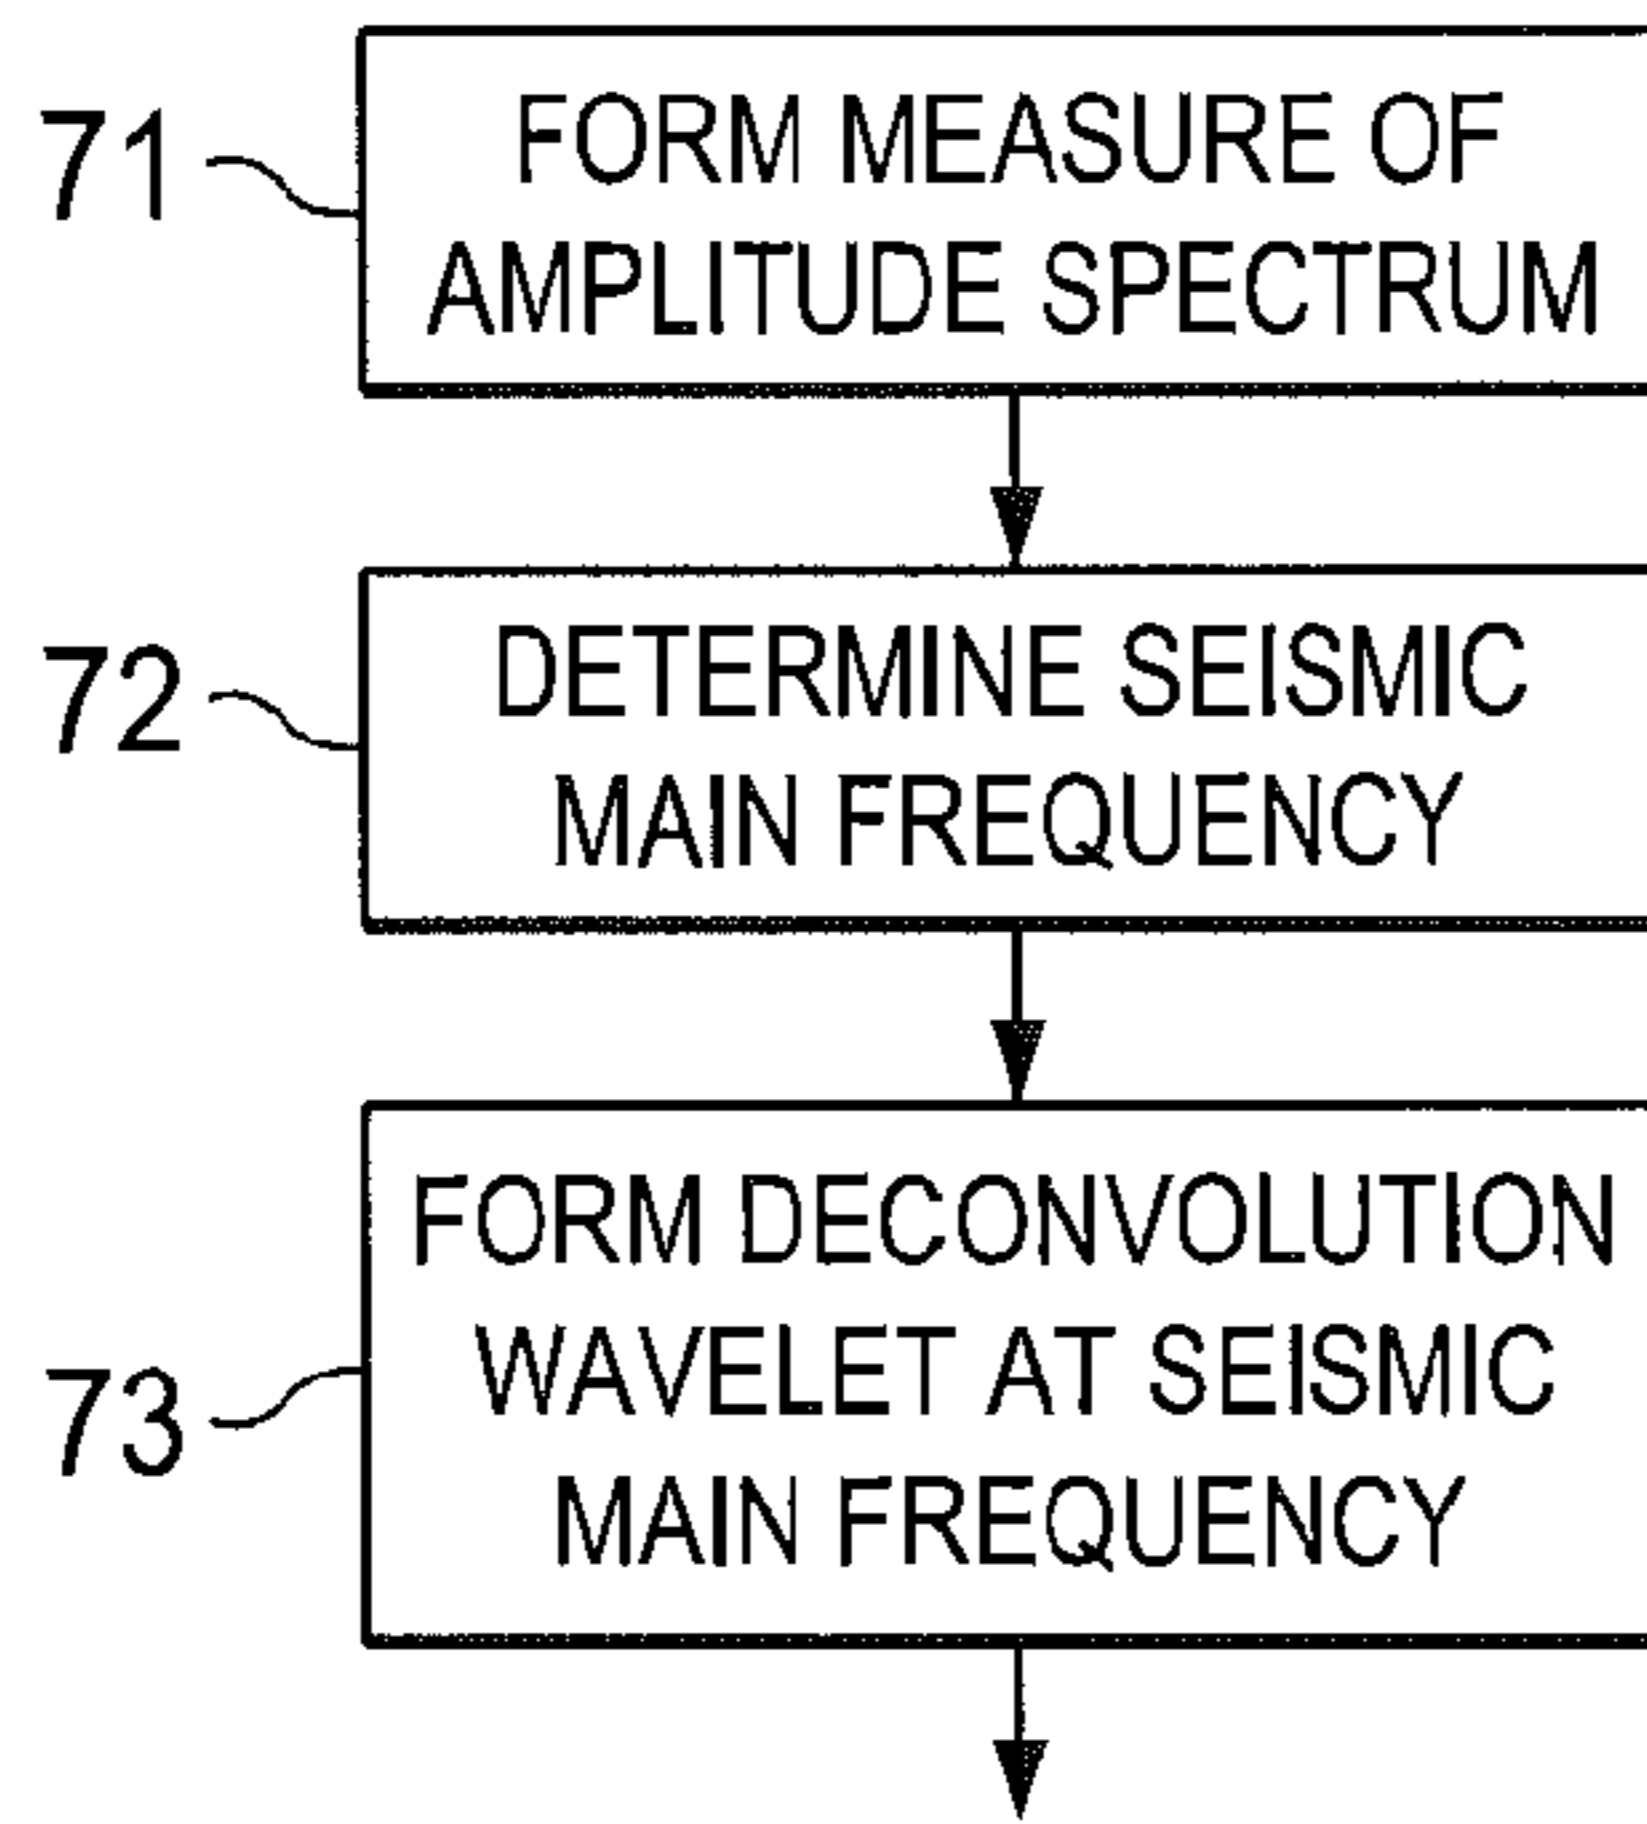 71
FORM MEASURE OF
AMPLITUDE SPECTRUM
72
DETERMINE SEISMIC
MAIN FREQUENCY
73
FORM DECONVOLUTION
WAVELET AT SEISMIC
MAIN FREQUENCY